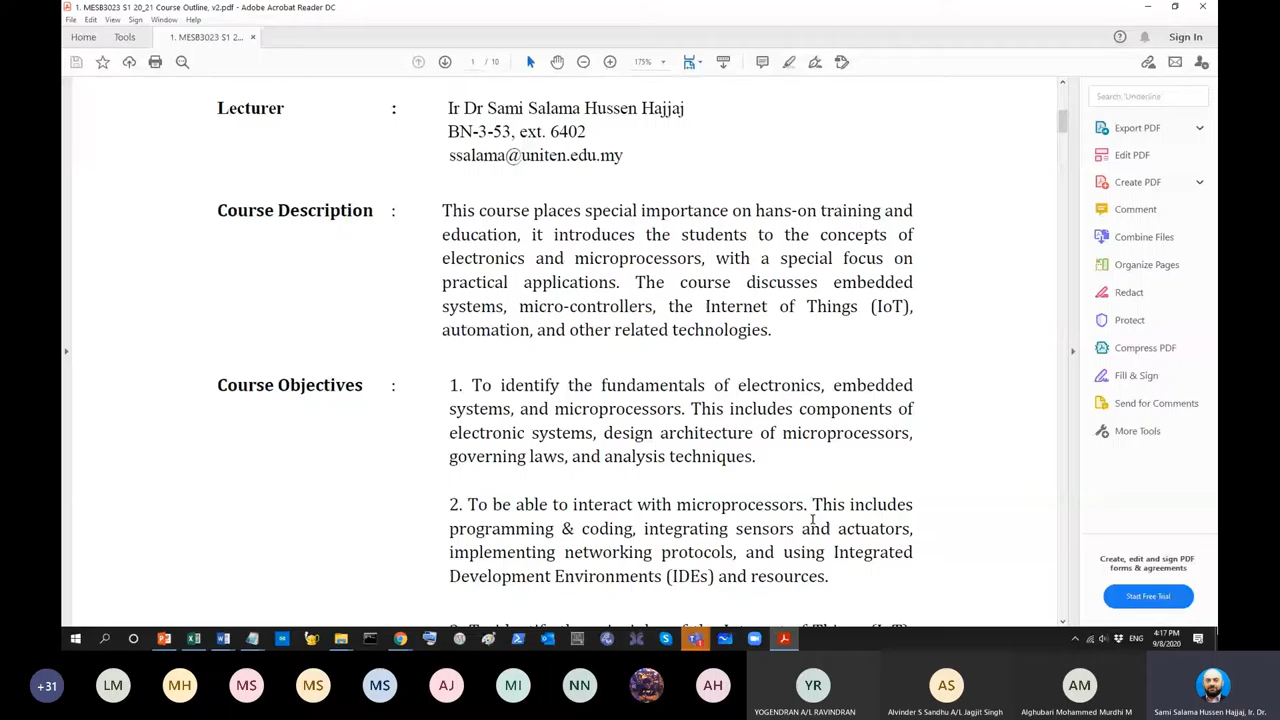 1. MESB3023 S1 20_21 Course Outline, v2.pdf - Adobe Acrobat Reader DC
File Edit View Sign Window Help
Home Tools 1. MESB3023 S1 2... × Sign In
1 / 10 175%
Lecturer : Ir Dr Sami Salama Hussen Hajjaj
BN-3-53, ext. 6402
ssalama@uniten.edu.my
Course Description : This course places special importance on hans-on training and
education, it introduces the students to the concepts of
electronics and microprocessors, with a special focus on
practical applications. The course discusses embedded
systems, micro-controllers, the Internet of Things (IoT),
automation, and other related technologies.
Course Objectives : 1. To identify the fundamentals of electronics, embedded
systems, and microprocessors. This includes components of
electronic systems, design architecture of microprocessors,
governing laws, and analysis techniques.
2. To be able to interact with microprocessors. This includes
programming & coding, integrating sensors and actuators,
implementing networking protocols, and using Integrated
Development Environments (IDEs) and resources.
Search, 'Underline'
Export PDF
Edit PDF
Create PDF
Comment
Combine Files
Organize Pages
Redact
Protect
Compress PDF
Fill & Sign
Send for Comments
More Tools
Create, edit and sign PDF
forms & agreements
Start Free Trial
ENG
4:17 PM
9/8/2020
+31 LM MH MS MS MS AJ MI NN AH YR AS AM
YOGENDRAN A/L RAVINDRAN Alvinder S Sandhu A/L Jagjit Singh Alghubari Mohammed Murdhi M Sami Salama Hussen Hajjaj, Ir. Dr.